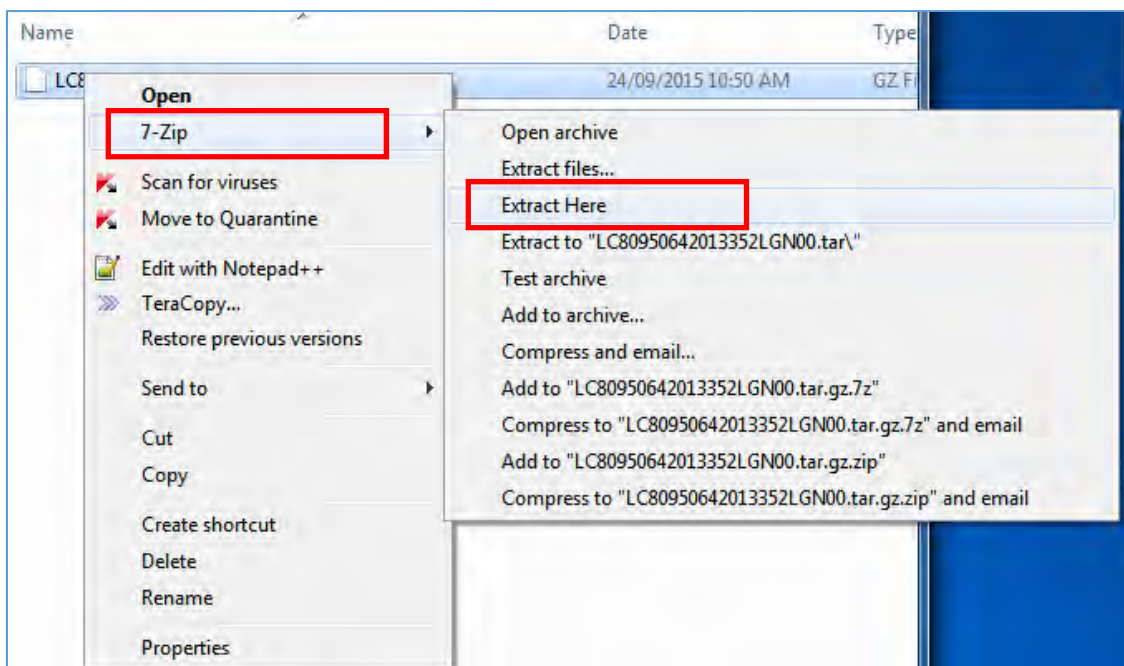 Name Date Type
LC8 24/09/2015 10:50 AM GZ Fi
Open
7-Zip
Scan for viruses
Move to Quarantine
Edit with Notepad++
TeraCopy...
Restore previous versions
Send to
Cut
Copy
Create shortcut
Delete
Rename
Properties
Open archive
Extract files...
Extract Here
Extract to "LC80950642013352LGN00.tar\"
Test archive
Add to archive...
Compress and email...
Add to "LC80950642013352LGN00.tar.gz.7z"
Compress to "LC80950642013352LGN00.tar.gz.7z" and email
Add to "LC80950642013352LGN00.tar.gz.zip"
Compress to "LC80950642013352LGN00.tar.gz.zip" and email